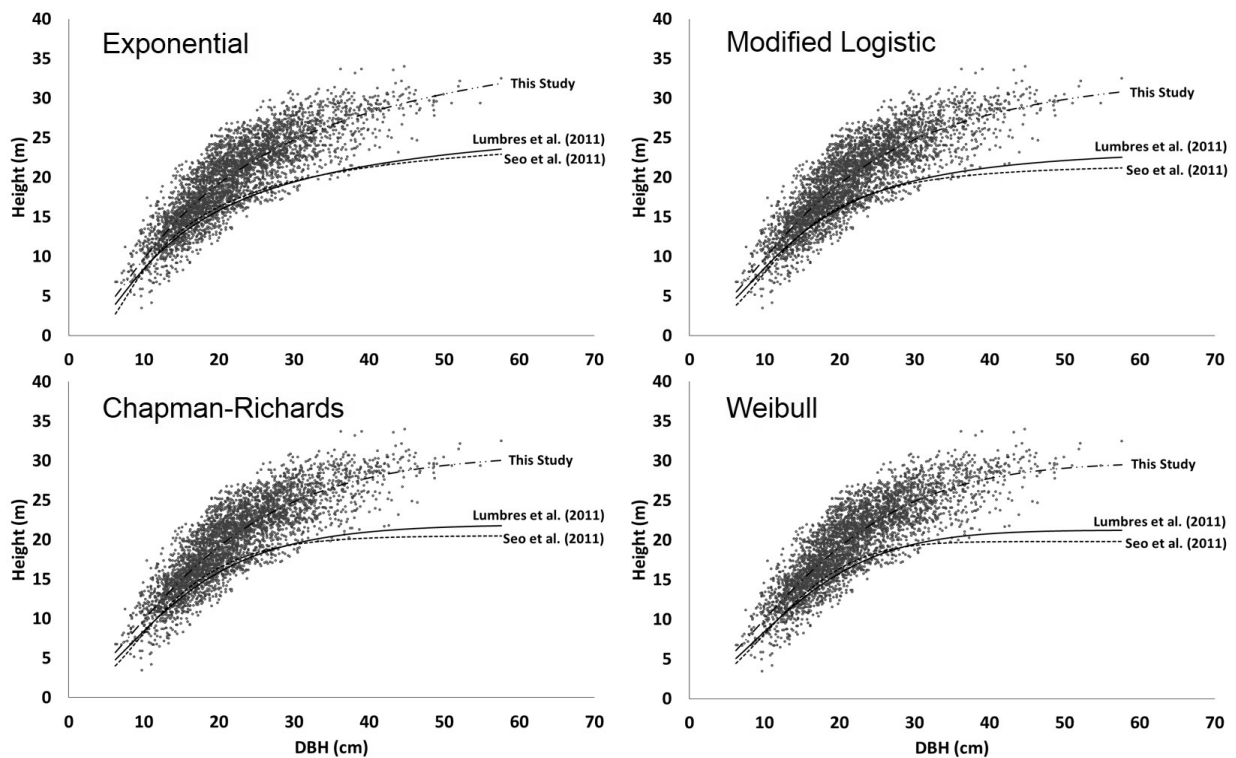 Exponential
40
35
30
25
20
15
10
5
0
Height (m)
0 10 20 30 40 50 60 70
This Study
Lumbres et al. (2011)
Seo et al. (2011)
Modified Logistic
40
35
30
25
20
15
10
5
0
Height (m)
0 10 20 30 40 50 60 70
This Study
Lumbres et al. (2011)
Seo et al. (2011)
Chapman-Richards
40
35
30
25
20
15
10
5
0
Height (m)
0 10 20 30 40 50 60 70
DBH (cm)
This Study
Lumbres et al. (2011)
Seo et al. (2011)
Weibull
40
35
30
25
20
15
10
5
0
Height (m)
0 10 20 30 40 50 60 70
DBH (cm)
This Study
Lumbres et al. (2011)
Seo et al. (2011)